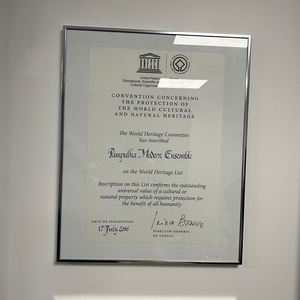 United Nations
Educational, Scientific and
Cultural Organization
CONVENTION CONCERNING
THE PROTECTION OF
THE WORLD CULTURAL
AND NATURAL HERITAGE
The World Heritage Committee
has inscribed
Pampulha Modern Ensemble
on the World Heritage List
Inscription on this List confirms the outstanding
universal value of a cultural or
natural property which requires protection for
the benefit of all humanity
DATE OF INSCRIPTION
17 July 2016
DIRECTOR-GENERAL
OF UNESCO